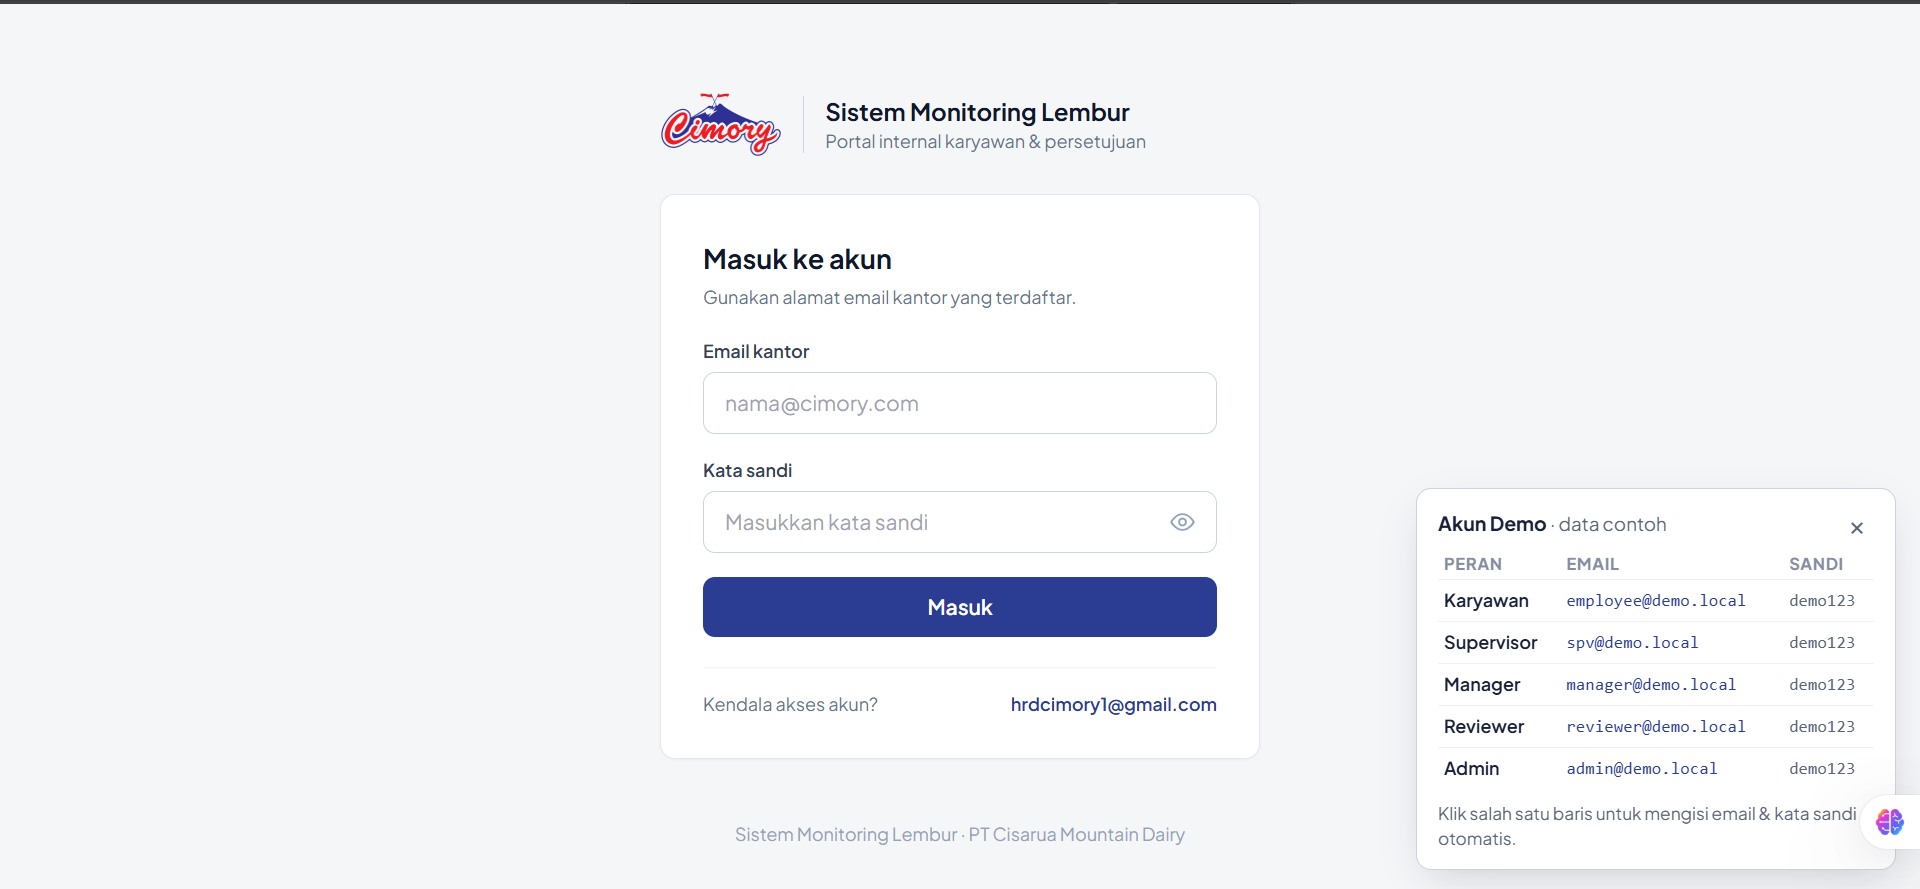 Cimory
Sistem Monitoring Lembur
Portal internal karyawan & persetujuan
Masuk ke akun
Gunakan alamat email kantor yang terdaftar.
Email kantor
nama@cimory.com
Kata sandi
Masukkan kata sandi
Masuk
Kendala akses akun? hrdcimory1@gmail.com
Sistem Monitoring Lembur · PT Cisarua Mountain Dairy
Akun Demo · data contoh ×
PERAN EMAIL SANDI
Karyawan employee@demo.local demo123
Supervisor spv@demo.local demo123
Manager manager@demo.local demo123
Reviewer reviewer@demo.local demo123
Admin admin@demo.local demo123
Klik salah satu baris untuk mengisi email & kata sandi
otomatis.